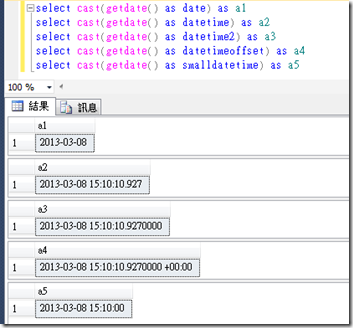 select cast(getdate() as date) as a1
select cast(getdate() as datetime) as a2
select cast(getdate() as datetime2) as a3
select cast(getdate() as datetimeoffset) as a4
select cast(getdate() as smalldatetime) as a5
100 %
結果 訊息
a1
1 2013-03-08
a2
1 2013-03-08 15:10:10.927
a3
1 2013-03-08 15:10:10.9270000
a4
1 2013-03-08 15:10:10.9270000 +00:00
a5
1 2013-03-08 15:10:00